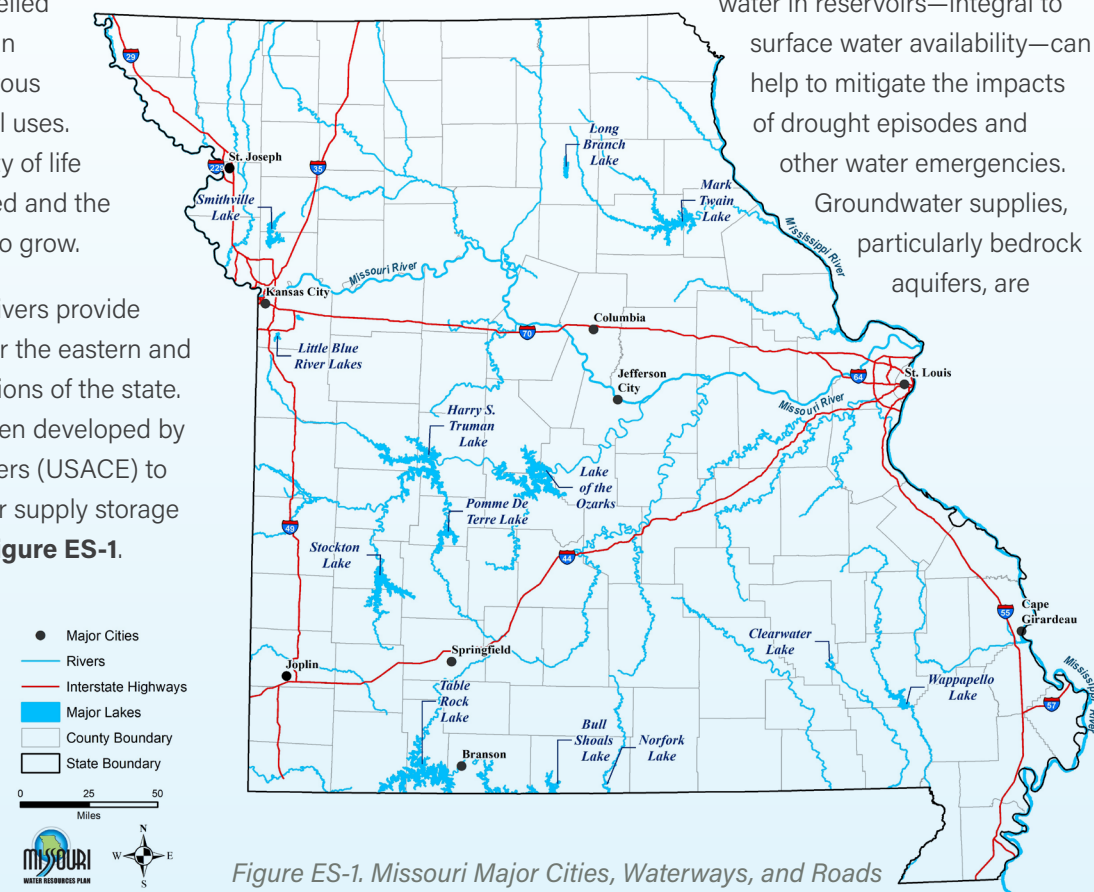 elled
n
ous
l uses.
ty of life
ed and the
o grow.
ivers provide
r the eastern and
ions of the state.
en developed by
ers (USACE) to
r supply storage
igure ES-1.
water in reservoirs—integral to
surface water availability—can
help to mitigate the impacts
of drought episodes and
other water emergencies.
Groundwater supplies,
particularly bedrock
aquifers, are
29
St. Joseph
229
35
Smithville
Lake
Long
Branch
Lake
Mark
Twain
Lake
Mississippi River
Missouri River
Kansas City
Little Blue
River Lakes
70
Columbia
Jefferson
City
64
St. Louis
Missouri River
Harry S.
Truman
Lake
Lake
of the
Ozarks
Pomme De
Terre Lake
49
Stockton
Lake
44
55
Cape
Girardeau
Clearwater
Lake
Wappapello
Lake
Mississippi River
57
Joplin
Springfield
Table
Rock
Lake
Branson
Bull
Shoals
Lake
Norfork
Lake
Major Cities
Rivers
Interstate Highways
Major Lakes
County Boundary
State Boundary
0 25 50
Miles
MISSOURI
WATER RESOURCES PLAN
N
W E
S
Figure ES-1. Missouri Major Cities, Waterways, and Roads